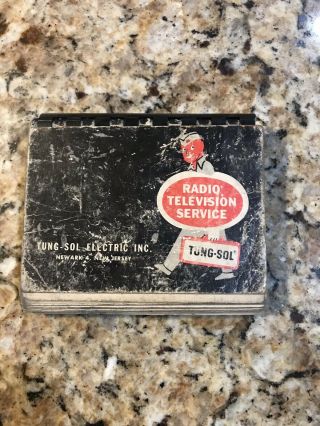 RADIO
TELEVISION
SERVICE
TUNG-SOL®
TUNG-SOL ELECTRIC INC.
NEWARK 4, NEW JERSEY